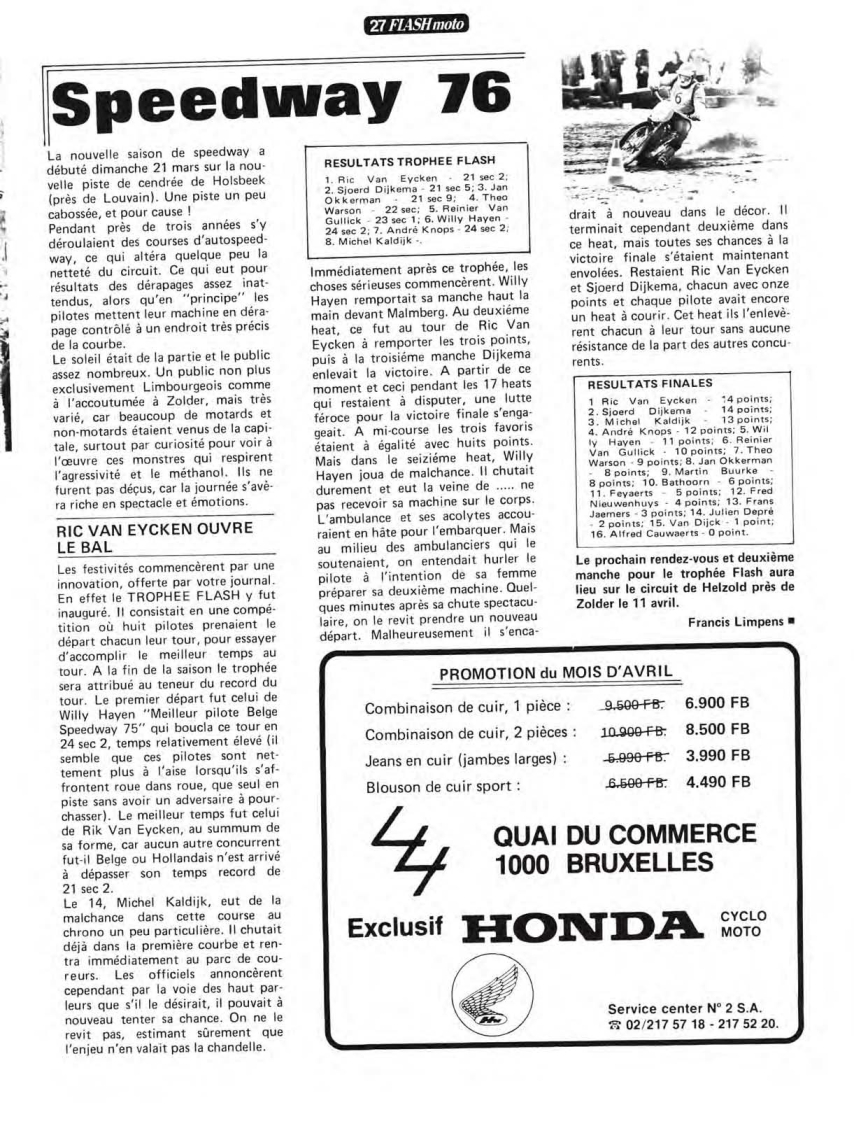 27 FLASH moto
Speedway 76
La nouvelle saison de speedway a
débuté dimanche 21 mars sur la nou-
velle piste de cendrée de Holsbeek
(près de Louvain). Une piste un peu
cabossée, et pour cause !
Pendant près de trois années s'y
déroulaient des courses d'autospeed-
way, ce qui altéra quelque peu la
netteté du circuit. Ce qui eut pour
résultats des dérapages assez inat-
tendus, alors qu'en "principe" les
pilotes mettent leur machine en déra-
page contrôlé à un endroit très précis
de la courbe.
Le soleil était de la partie et le public
assez nombreux. Un public non plus
exclusivement Limbourgeois comme
à l'accoutumée à Zolder, mais très
varié, car beaucoup de motards et
non-motards étaient venus de la capi-
tale, surtout par curiosité pour voir à
l'œuvre ces monstres qui respirent
l'agressivité et le méthanol. Ils ne
furent pas déçus, car la journée s'avè-
ra riche en spectacle et émotions.
RIC VAN EYCKEN OUVRE
LE BAL
Les festivités commencèrent par une
innovation, offerte par votre journal.
En effet le TROPHEE FLASH y fut
inauguré. Il consistait en une compé-
tition où huit pilotes prenaient le
départ chacun leur tour, pour essayer
d'accomplir le meilleur temps au
tour. A la fin de la saison le trophée
sera attribué au teneur du record du
tour. Le premier départ fut celui de
Willy Hayen "Meilleur pilote Belge
Speedway 75" qui boucla ce tour en
24 sec 2, temps relativement élevé (il
semble que ces pilotes sont net-
tement plus à l'aise lorsqu'ils s'af-
frontent roue dans roue, que seul en
piste sans avoir un adversaire à pour-
chasser). Le meilleur temps fut celui
de Rik Van Eycken, au summum de
sa forme, car aucun autre concurrent
fut-il Belge ou Hollandais n'est arrivé
à dépasser son temps record de
21 sec 2.
Le 14, Michel Kaldijk, eut de la
malchance dans cette course au
chrono un peu particulière. Il chutait
déjà dans la première courbe et ren-
tra immédiatement au parc de cou-
reurs. Les officiels annoncèrent
cependant par la voie des haut par-
leurs que s'il le désirait, il pouvait à
nouveau tenter sa chance. On ne le
revit pas, estimant sûrement que
l'enjeu n'en valait pas la chandelle.
RESULTATS TROPHEE FLASH
1. Ric Van Eycken - 21 sec 2;
2. Sjoerd Dijkema - 21 sec 5; 3. Jan
Okkerman - 21 sec 9; 4. Theo
Warson - 22 sec; 5. Reinier Van
Gullick - 23 sec 1; 6. Willy Hayen -
24 sec 2; 7. André Knops - 24 sec 2;
8. Michel Kaldijk -.
Immédiatement après ce trophée, les
choses sérieuses commencèrent. Willy
Hayen remportait sa manche haut la
main devant Malmberg. Au deuxième
heat, ce fut au tour de Ric Van
Eycken à remporter les trois points,
puis à la troisiéme manche Dijkema
enlevait la victoire. A partir de ce
moment et ceci pendant les 17 heats
qui restaient à disputer, une lutte
féroce pour la victoire finale s'enga-
geait. A mi-course les trois favoris
étaient à égalité avec huits points.
Mais dans le seiziéme heat, Willy
Hayen joua de malchance. Il chutait
durement et eut la veine de ..... ne
pas recevoir sa machine sur le corps.
L'ambulance et ses acolytes accou-
raient en hâte pour l'embarquer. Mais
au milieu des ambulanciers qui le
soutenaient, on entendait hurler le
pilote à l'intention de sa femme
préparer sa deuxième machine. Quel-
ques minutes après sa chute spectacu-
laire, on le revit prendre un nouveau
départ. Malheureusement il s'enca-
6
drait à nouveau dans le décor. Il
terminait cependant deuxième dans
ce heat, mais toutes ses chances à la
victoire finale s'étaient maintenant
envolées. Restaient Ric Van Eycken
et Sjoerd Dijkema, chacun avec onze
points et chaque pilote avait encore
un heat à courir. Cet heat ils l'enlevè-
rent chacun à leur tour sans aucune
résistance de la part des autres concu-
rents.
RESULTATS FINALES
1 Ric Van Eycken - 14 points;
2. Sjoerd Dijkema - 14 points;
3. Michel Kaldijk - 13 points;
4. André Knops - 12 points; 5. Wil
ly Hayen - 11 points; 6. Reinier
Van Gullick - 10 points; 7. Theo
Warson - 9 points; 8. Jan Okkerman
- 8 points; 9. Martin Buurke -
8 points; 10. Bathoorn - 6 points;
11. Feyaerts - 5 points; 12. Fred
Nieuwenhuys - 4 points; 13. Frans
Jaemers - 3 points; 14. Julien Depré
- 2 points; 15. Van Dijck - 1 point;
16. Alfred Cauwaerts - 0 point.
Le prochain rendez-vous et deuxième
manche pour le trophée Flash aura
lieu sur le circuit de Helzold près de
Zolder le 11 avril.
Francis Limpens ■
PROMOTION du MOIS D'AVRIL
Combinaison de cuir, 1 pièce : 9.500 FB. 6.900 FB
Combinaison de cuir, 2 pièces : 10.900 FB. 8.500 FB
Jeans en cuir (jambes larges) : 5.990 FB. 3.990 FB
Blouson de cuir sport : 6.500 FB. 4.490 FB
44 QUAI DU COMMERCE
1000 BRUXELLES
Exclusif HONDA CYCLO
MOTO
Service center N° 2 S.A.
☎ 02/217 57 18 - 217 52 20.